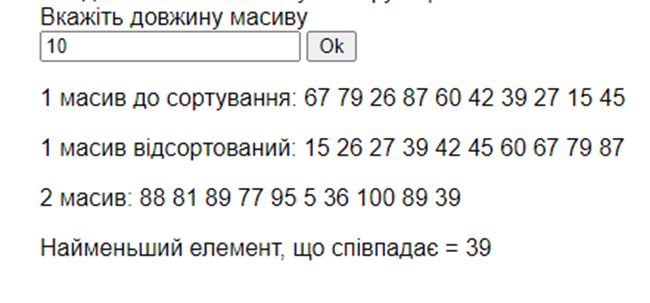 Вкажіть довжину масиву
10 Ok
1 масив до сортування: 67 79 26 87 60 42 39 27 15 45
1 масив відсортований: 15 26 27 39 42 45 60 67 79 87
2 масив: 88 81 89 77 95 5 36 100 89 39
Найменьший елемент, що співпадає = 39